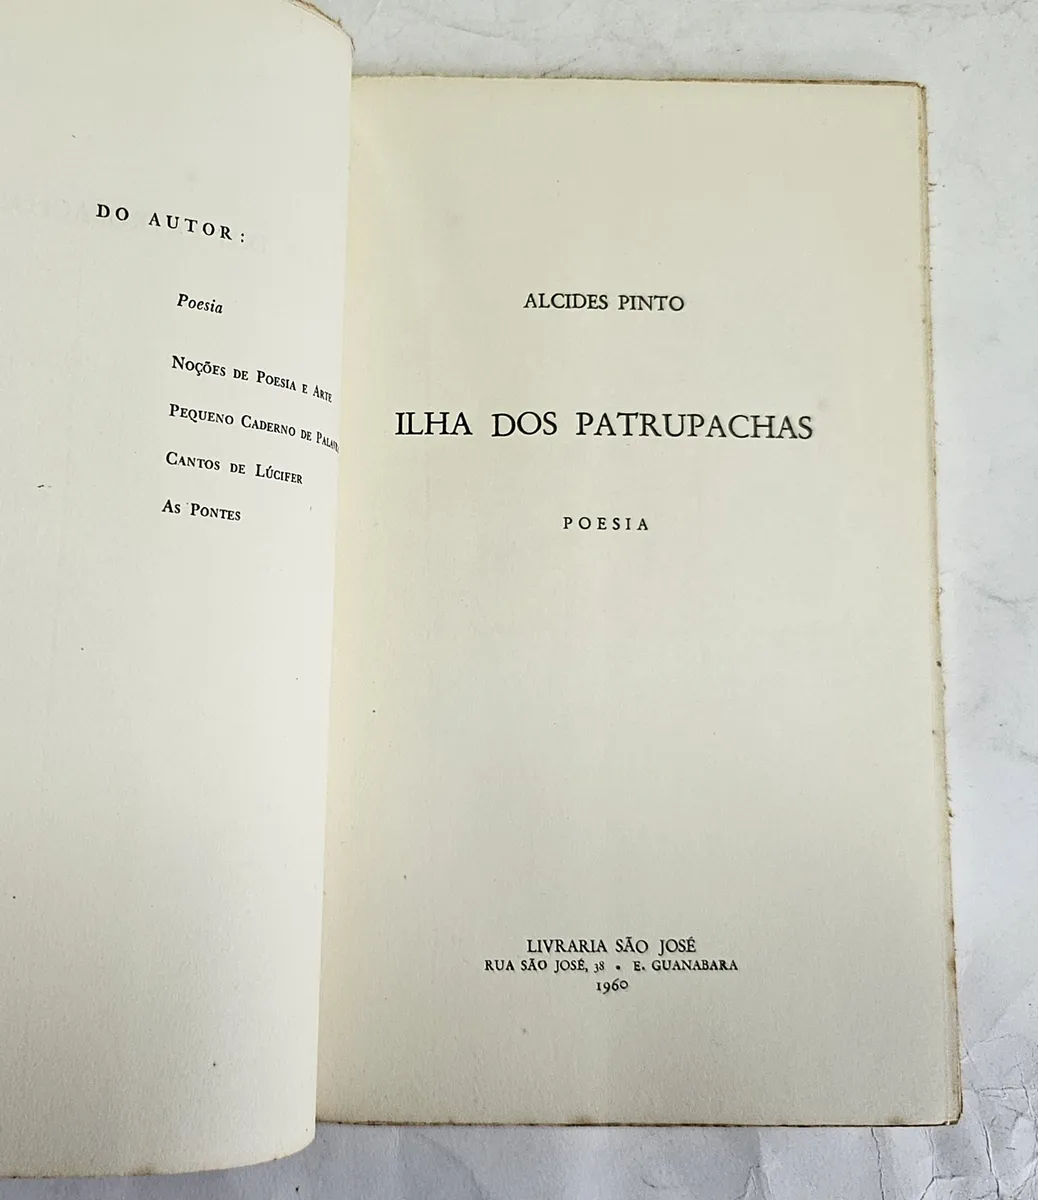 DO AUTOR:
Poesia
NOÇÕES DE POESIA E ARTE
PEQUENO CADERNO DE
CANTOS DE LÚCIFER
AS PONTES
ALCIDES PINTO
ILHA DOS PATRUPACHAS
POESIA
LIVRARIA SÃO JOSÉ
RUA SÃO JOSÉ, 38 • E. GUANABARA
1960